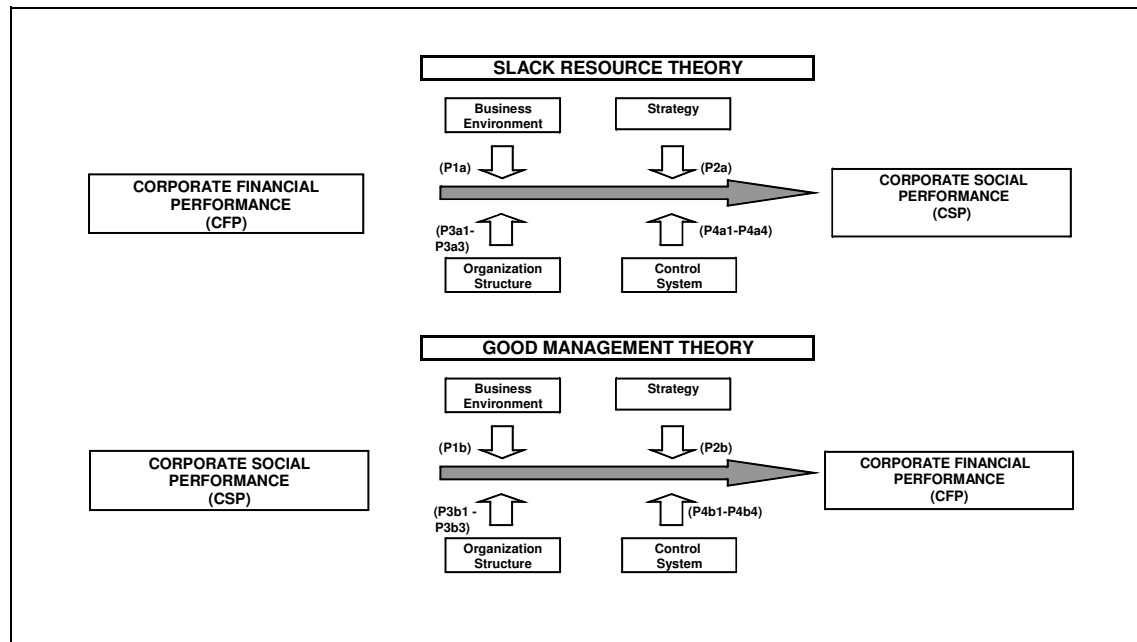 SLACK RESOURCE THEORY
Business
Environment
Strategy
(P1a)
(P2a)
CORPORATE FINANCIAL
PERFORMANCE
(CFP)
CORPORATE SOCIAL
PERFORMANCE
(CSP)
(P3a1-
P3a3)
(P4a1-P4a4)
Organization
Structure
Control
System
GOOD MANAGEMENT THEORY
Business
Environment
Strategy
(P1b)
(P2b)
CORPORATE SOCIAL
PERFORMANCE
(CSP)
CORPORATE FINANCIAL
PERFORMANCE
(CFP)
(P3b1 -
P3b3)
(P4b1-P4b4)
Organization
Structure
Control
System